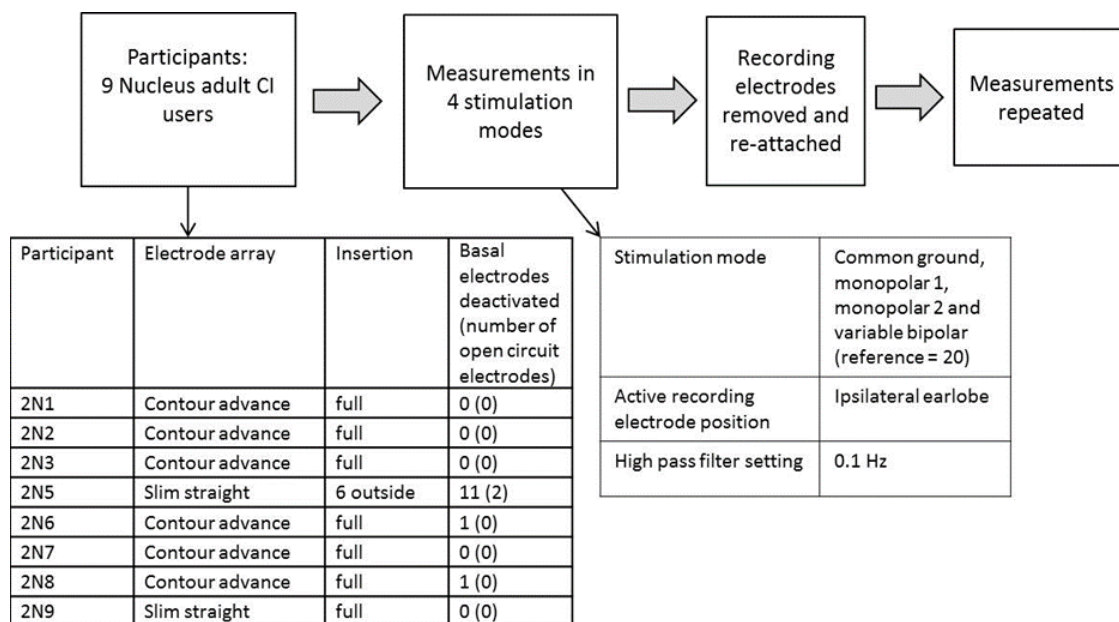 Participants:
9 Nucleus adult CI
users
Measurements in
4 stimulation
modes
Recording
electrodes
removed and
re-attached
Measurements
repeated
Participant Electrode array Insertion Basal
electrodes
deactivated
(number of
open circuit
electrodes)
2N1 Contour advance full 0 (0)
2N2 Contour advance full 0 (0)
2N3 Contour advance full 0 (0)
2N5 Slim straight 6 outside 11 (2)
2N6 Contour advance full 1 (0)
2N7 Contour advance full 0 (0)
2N8 Contour advance full 1 (0)
2N9 Slim straight full 0 (0)
Stimulation mode Common ground,
monopolar 1,
monopolar 2 and
variable bipolar
(reference = 20)
Active recording Ipsilateral earlobe
electrode position
High pass filter setting 0.1 Hz